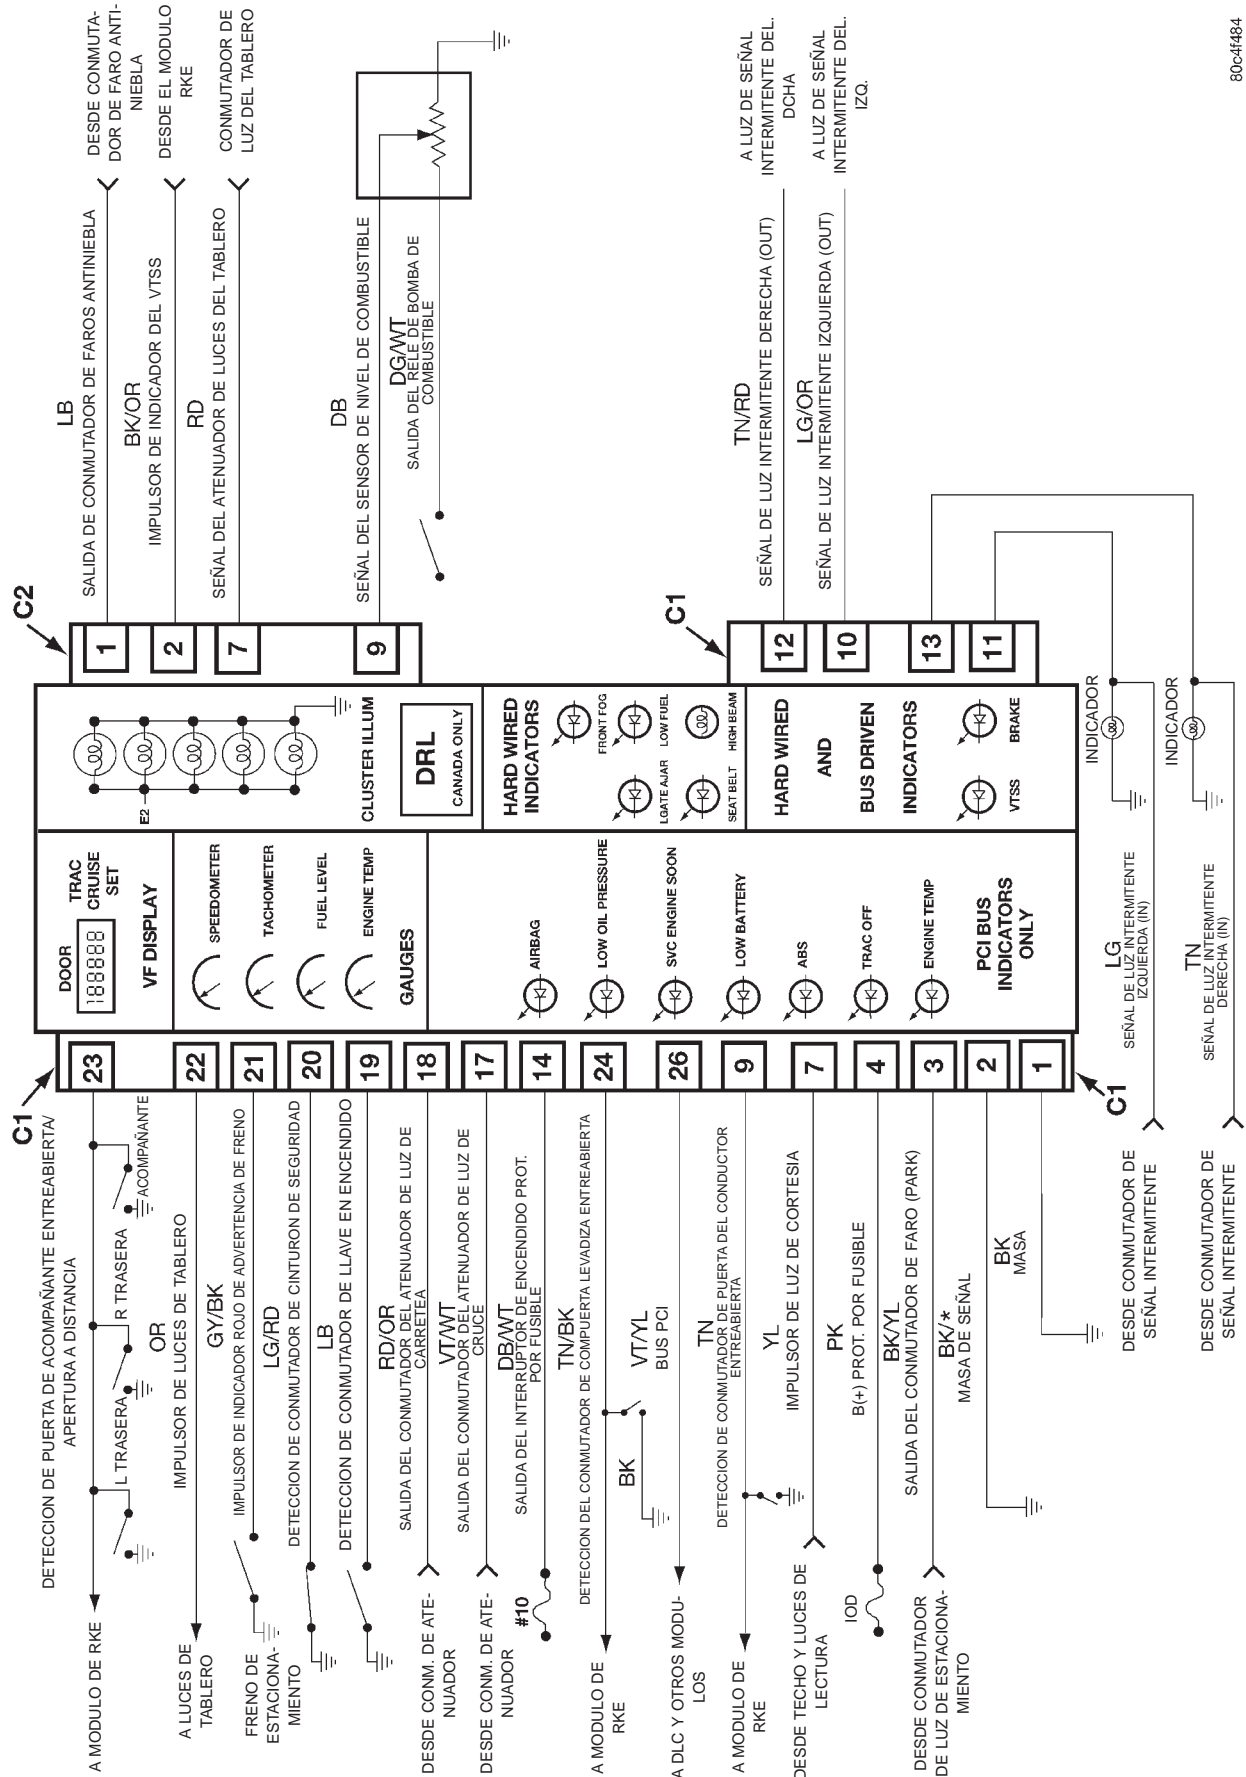 DETECCION DE PUERTA DE ACOMPAÑANTE ENTREABIERTA/
APERTURA A DISTANCIA
A MODULO DE RKE
L TRASERA
R TRASERA
ACOMPAÑANTE
C1
23
OR
IMPULSOR LUCES DE TABLERO
A LUCES DE
TABLERO
22
GY/BK
IMPULSOR DE INDICADOR ROJO DE ADVERTENCIA DE FRENO
FRENO DE
ESTACIONA-
MIENTO
21
LG/RD
DETECCION DE CONMUTADOR DE CINTURON DE SEGURIDAD
20
LB
DETECCION DE CONMUTADOR DE LLAVE EN ENCENDIDO
19
RD/OR
SALIDA DEL CONMUTADOR DEL ATENUADOR DE LUZ DE
CARRETEA
DESDE CONM. DE ATE-
NUADOR
18
VT/WT
SALIDA DEL CONMUTADOR DEL ATENUADOR DE LUZ DE
CRUCE
DESDE CONM. DE ATE-
NUADOR
17
DB/WT
SALIDA DEL INTERRUPTOR DE ENCENDIDO PROT.
POR FUSIBLE
#10
14
TN/BK
DETECCION DEL CONMUTADOR DE COMPUERTA LEVADIZA ENTREABIERTA
A MODULO DE
RKE
BK
24
VT/YL
BUS PCI
A DLC Y OTROS MODU-
LOS
26
TN
DETECCION DE CONMUTADOR DE PUERTA DEL CONDUCTOR
ENTREABIERTA
A MODULO DE
RKE
9
YL
IMPULSOR DE LUZ DE CORTESIA
DESDE TECHO Y LUCES DE
LECTURA
7
PK
B(+) PROT. POR FUSIBLE
IOD
4
BK/YL
SALIDA DEL CONMUTADOR DE FARO (PARK)
DESDE CONMUTADOR
DE LUZ DE ESTACIONA-
MIENTO
3
BK/*
MASA DE SEÑAL
2
BK
MASA
1
C1
DOOR
188888
TRAC
CRUISE
SET
VF DISPLAY
SPEEDOMETER
TACHOMETER
FUEL LEVEL
ENGINE TEMP
GAUGES
AIRBAG
LOW OIL PRESSURE
SVC ENGINE SOON
LOW BATTERY
ABS
TRAC OFF
ENGINE TEMP
PCI BUS
INDICATORS
ONLY
E2
CLUSTER ILLUM
DRL
CANADA ONLY
HARD WIRED
INDICATORS
FRONT FOG
LGATE AJAR
LOW FUEL
SEAT BELT
HIGH BEAM
HARD WIRED
AND
BUS DRIVEN
INDICATORS
VTSS
BRAKE
C2
1
LB
SALIDA DE CONMUTADOR DE FAROS ANTINIEBLA
DESDE CONMUTA-
DOR DE FARO ANTI-
NIEBLA
2
BK/OR
IMPULSOR DE INDICADOR DEL VTSS
DESDE EL MODULO
RKE
7
RD
SEÑAL DEL ATENUADOR DE LUCES DEL TABLERO
CONMUTADOR DE
LUZ DEL TABLERO
9
DB
SEÑAL DEL SENSOR DE NIVEL DE COMBUSTIBLE
DG/WT
SALIDA DEL RELE DE BOMBA DE
COMBUSTIBLE
C1
12
TN/RD
SEÑAL DE LUZ INTERMITENTE DERECHA (OUT)
A LUZ DE SEÑAL
INTERMITENTE DEL.
DCHA
10
LG/OR
SEÑAL DE LUZ INTERMITENTE IZQUIERDA (OUT)
A LUZ DE SEÑAL
INTERMITENTE DEL.
IZQ.
13
11
INDICADOR
LG
SEÑAL DE LUZ INTERMITENTE
IZQUIERDA (IN)
DESDE CONMUTADOR DE
SEÑAL INTERMITENTE
INDICADOR
TN
SEÑAL DE LUZ INTERMITENTE
DERECHA (IN)
DESDE CONMUTADOR DE
SEÑAL INTERMITENTE
80c4f484